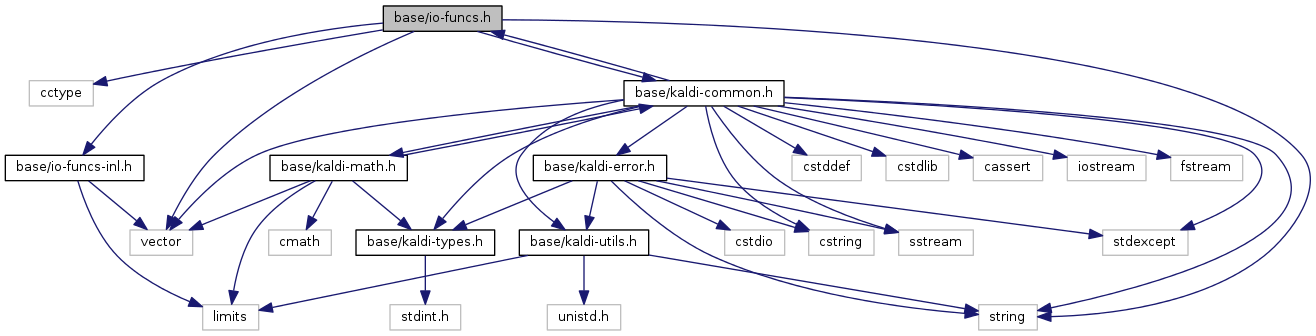 base/io-funcs.h
cctype
base/kaldi-common.h
base/io-funcs-inl.h
base/kaldi-math.h
base/kaldi-error.h
cstddef
cstdlib
cassert
iostream
fstream
vector
cmath
base/kaldi-types.h
base/kaldi-utils.h
cstdio
cstring
sstream
stdexcept
limits
stdint.h
unistd.h
string